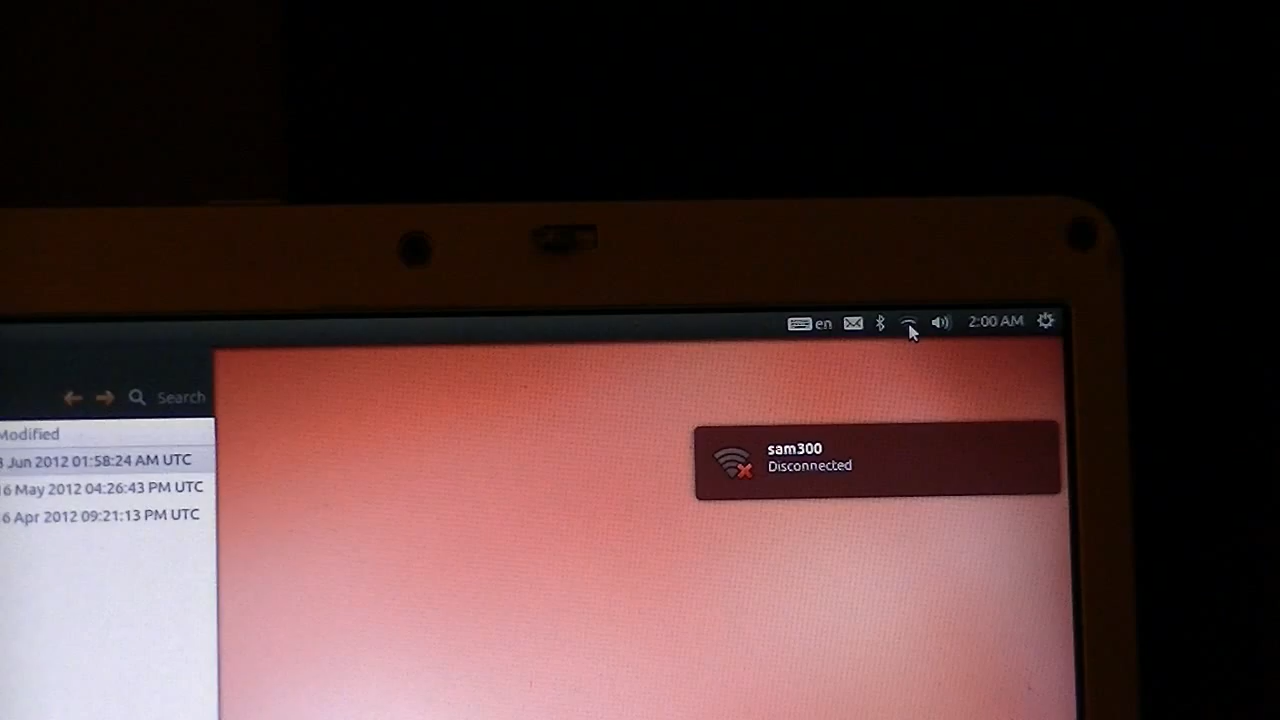 en 2:00 AM
Search
Modified
Jun 2012 01:58:24 AM UTC
6 May 2012 04:26:43 PM UTC
6 Apr 2012 09:21:13 PM UTC
sam300
Disconnected